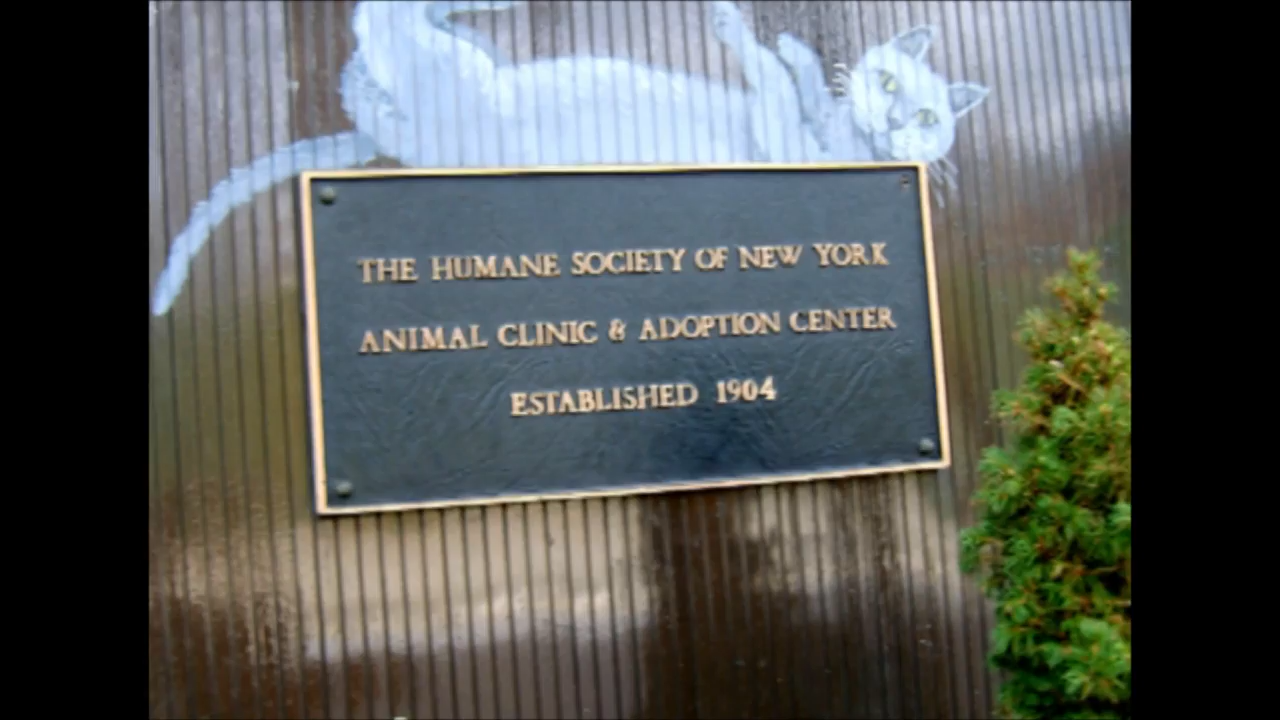 THE HUMANE SOCIETY OF NEW YORK
ANIMAL CLINIC & ADOPTION CENTER
ESTABLISHED 1904